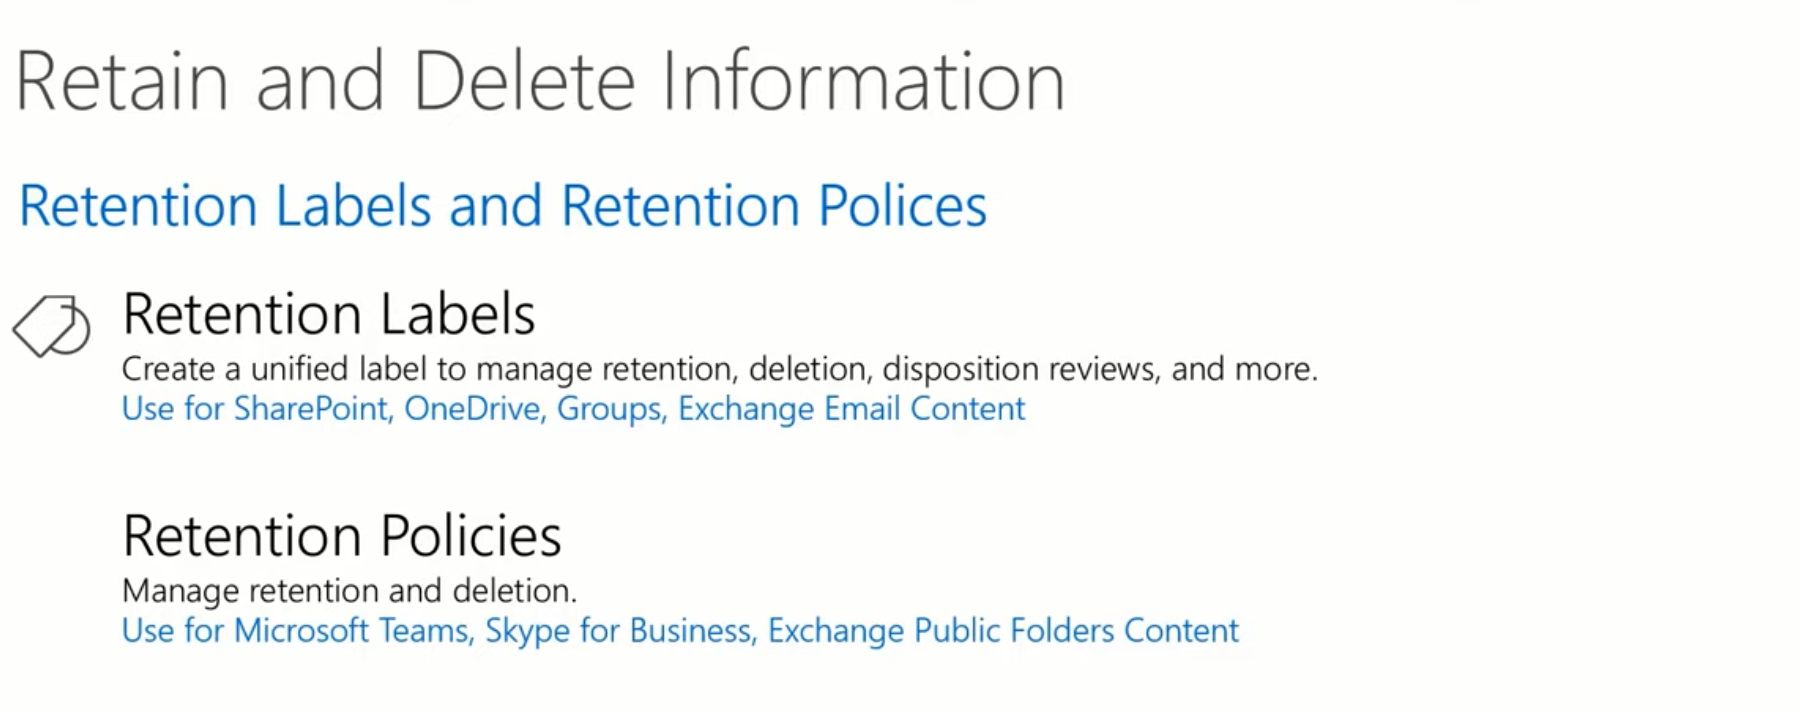 Retain and Delete Information
Retention Labels and Retention Polices
Retention Labels
Create a unified label to manage retention, deletion, disposition reviews, and more.
Use for SharePoint, OneDrive, Groups, Exchange Email Content
Retention Policies
Manage retention and deletion.
Use for Microsoft Teams, Skype for Business, Exchange Public Folders Content